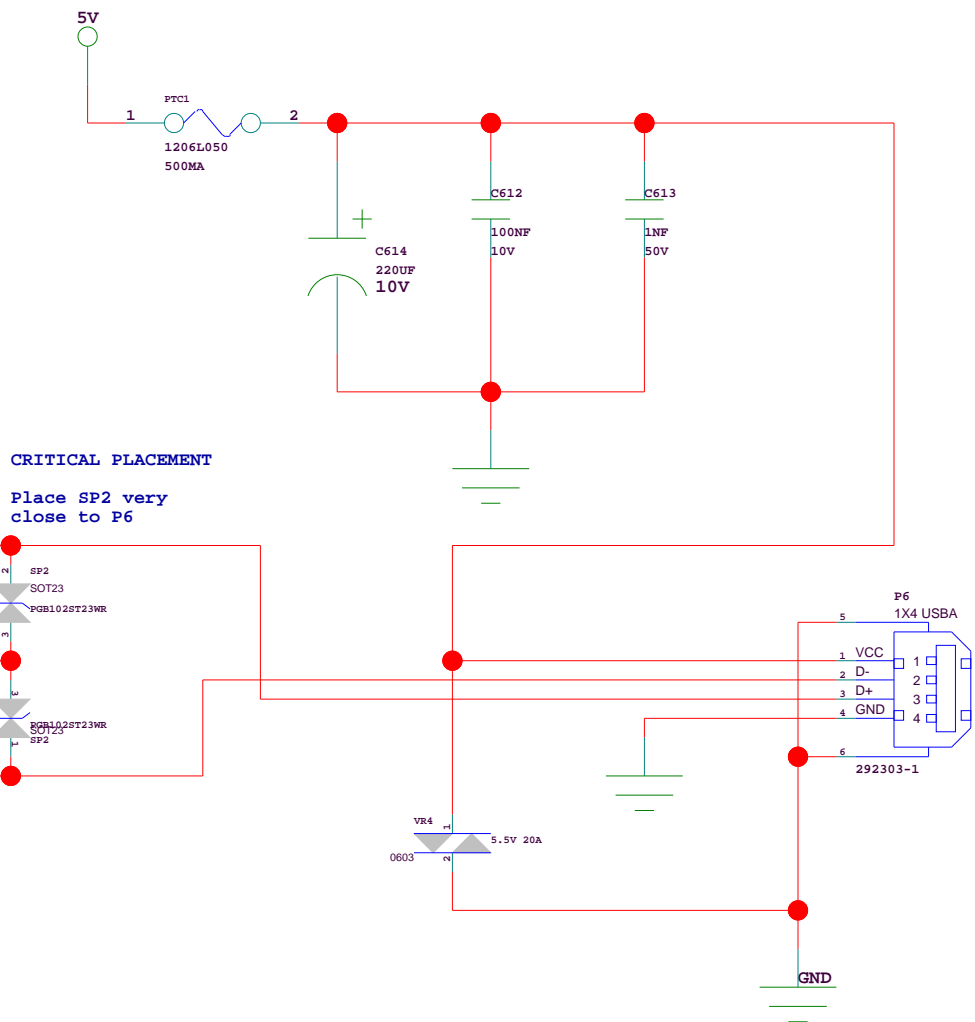 5V
PTC1
1 2
1206L050
500MA
C612
100NF
10V
C613
1NF
50V
+
C614
220UF
10V
CRITICAL PLACEMENT
Place SP2 very
close to P6
2 SP2
SOT23
PGB102ST23WR
3
3
PGB102ST23WR
SOT23
SP2
1
P6
1X4 USBA
5
1 VCC 1
2 D- 2
3 D+ 3
4 GND 4
6
292303-1
VR4
1
5.5V 20A
0603
2
GND